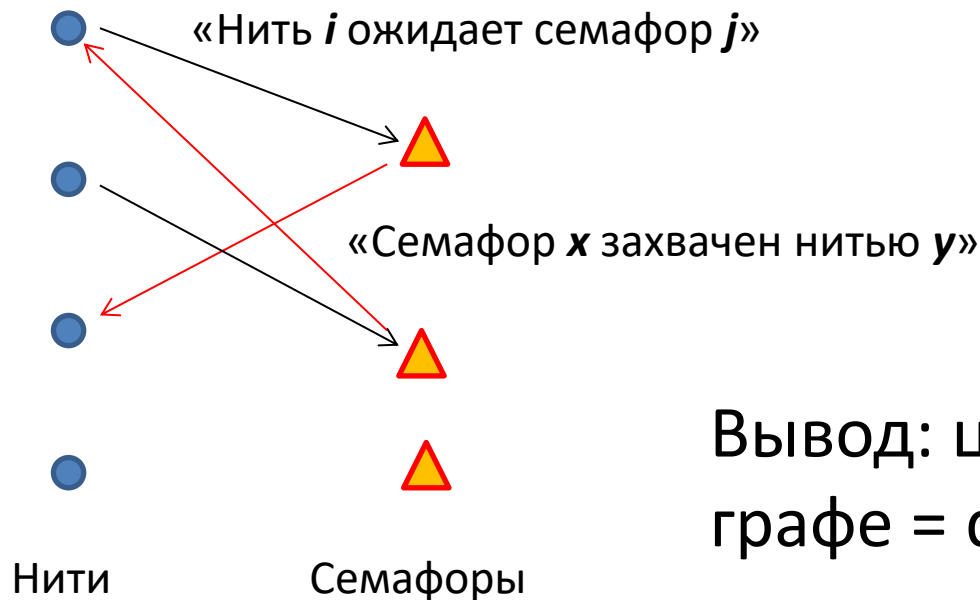 «Нить i ожидает семафор j»
«Семафор x захвачен нитью y»
Вывод:
графе =
Нити
Семафоры